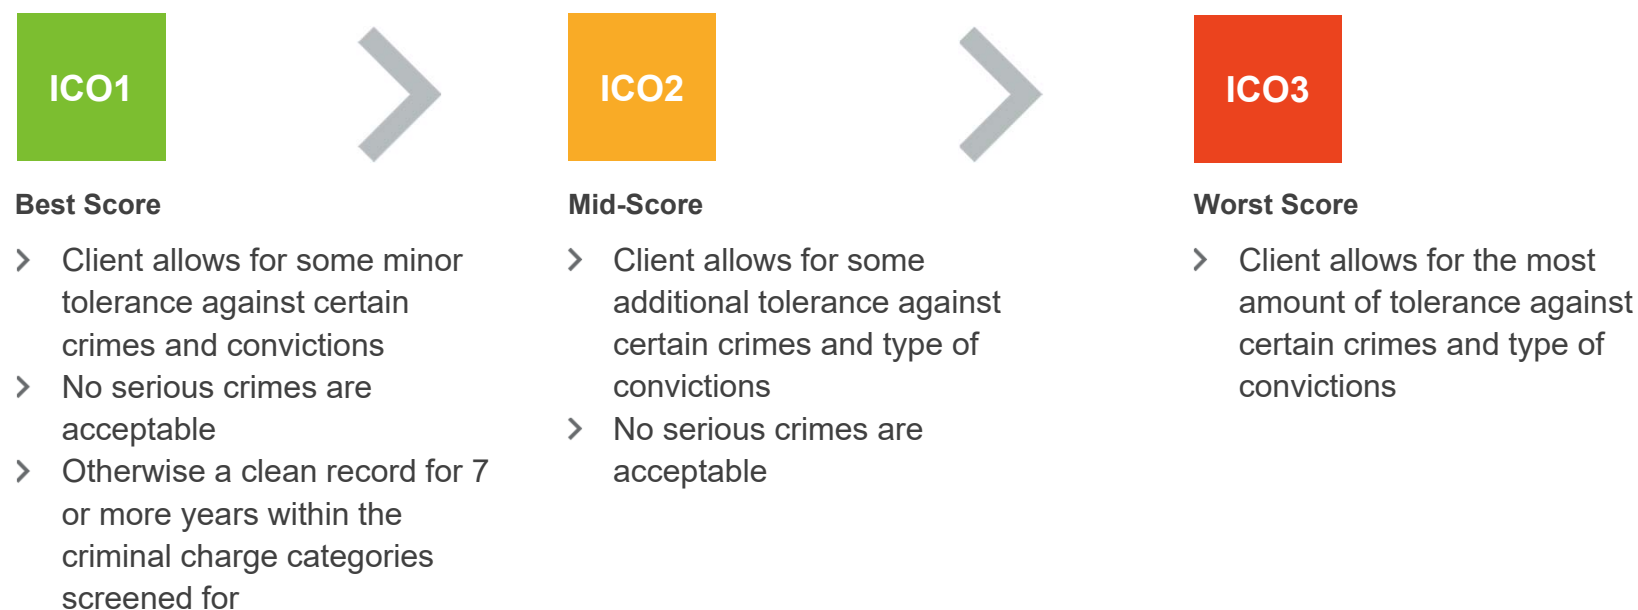 ICO1
Best Score
Client allows for some minor
tolerance against certain
crimes and convictions
No serious crimes are
acceptable
Otherwise a clean record for 7
or more years within the
criminal charge categories
screened for
ICO2
Mid-Score
Client allows for some
additional tolerance against
certain crimes and type of
convictions
No serious crimes are
acceptable
ICO3
Worst Score
Client allows for the most
amount of tolerance against
certain crimes and type of
convictions